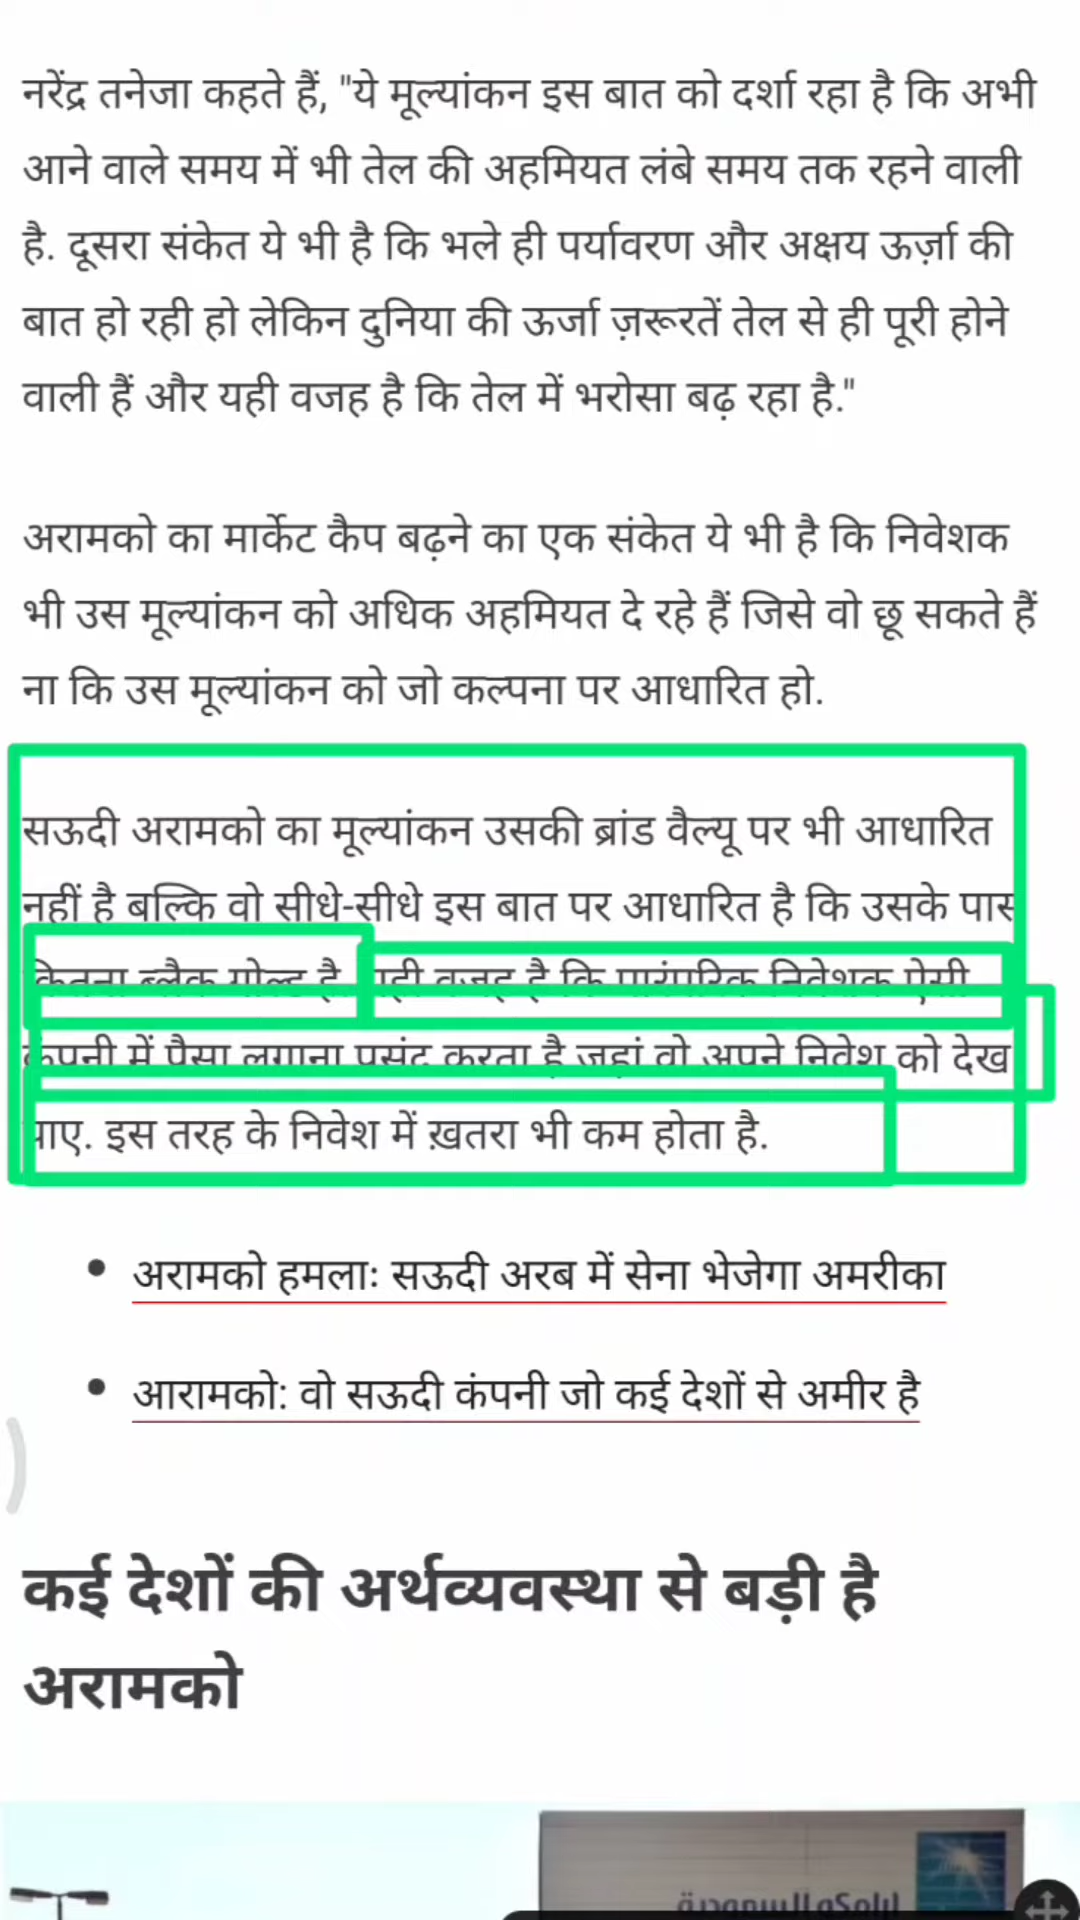 नरेंद्र तनेजा कहते हैं, "ये मूल्यांकन इस बात को दर्शा रहा है कि अभी
आने वाले समय में भी तेल की अहमियत लंबे समय तक रहने वाली
है. दूसरा संकेत ये भी है कि भले ही पर्यावरण और अक्षय ऊर्ज़ा की
बात हो रही हो लेकिन दुनिया की ऊर्जा ज़रूरतें तेल से ही पूरी होने
वाली हैं और यही वजह है कि तेल में भरोसा बढ़ रहा है."
अरामको का मार्केट कैप बढ़ने का एक संकेत ये भी है कि निवेशक
भी उस मूल्यांकन को अधिक अहमियत दे रहे हैं जिसे वो छू सकते हैं
ना कि उस मूल्यांकन को जो कल्पना पर आधारित हो.
सऊदी अरामको का मूल्यांकन उसकी ब्रांड वैल्यू पर भी आधारित
नहीं है बल्कि वो सीधे-सीधे इस बात पर आधारित है कि उसके पास
कितना ब्लैक गोल्ड है. यही वजह है कि पारंपरिक निवेशक ऐसी
कंपनी में पैसा लगाना पसंद करता है जहां वो अपने निवेश को देख
पाए. इस तरह के निवेश में ख़तरा भी कम होता है.
• अरामको हमलाः सऊदी अरब में सेना भेजेगा अमरीका
• आरामको: वो सऊदी कंपनी जो कई देशों से अमीर है
कई देशों की अर्थव्यवस्था से बड़ी है
अरामको